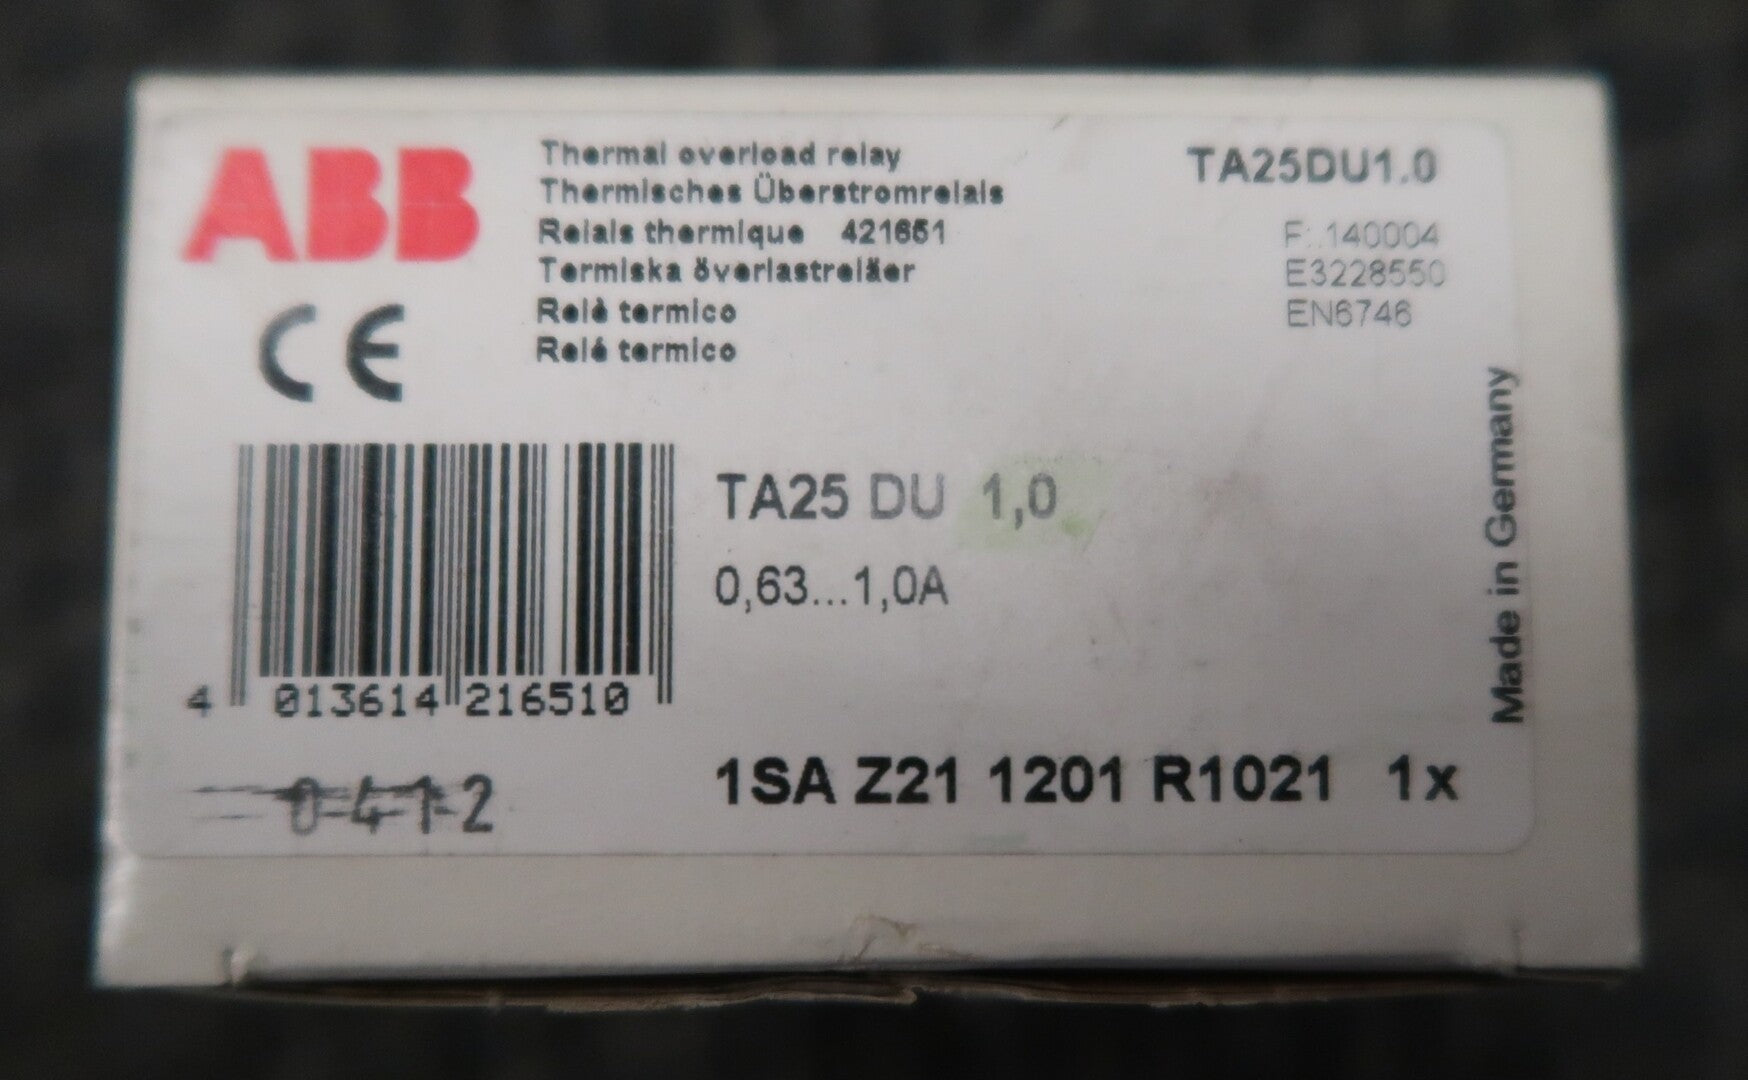 ABB
Thermal overload relay
Thermisches Überstromrelais
Relais thermique 421651
Termiska överlastreläer
Relè termico
Relé termico
TA25DU1.0
F:.140004
E3228550
EN6746
CE
TA25 DU 1,0
0,63...1,0A
Made in Germany
4 013614 216510
0412
1SA Z21 1201 R1021 1x